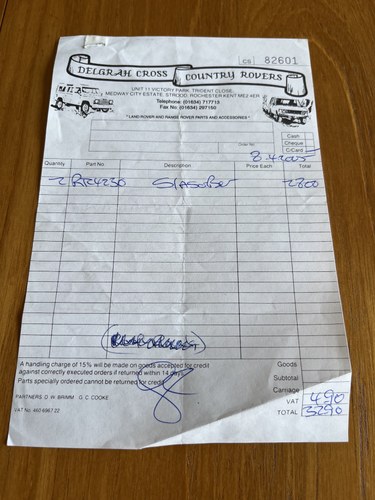 CS 82601
DELGRAH CROSS COUNTRY ROVERS
UNIT 11 VICTORY PARK, TRIDENT CLOSE,
MEDWAY CITY ESTATE, STROOD, ROCHESTER KENT ME2 4ER
Telephone: (01634) 717715
Fax No: (01634) 297160
"LAND ROVER AND RANGE ROVER PARTS AND ACCESSORIES"
Cash
Order No. Cheque
C/Card
8.4.2005
Quantity Part No Description Price Each Total
2 RTC4230 2800
A handling charge of 15% will be made on goods accepted for credit
against correctly executed orders if returned within 14 days
Parts specially ordered cannot be returned for credit
Goods
Subtotal
Carriage
VAT 490
TOTAL 3290
PARTNERS D. W. BRIMM G. C. COOKE
VAT No. 460 6967 22